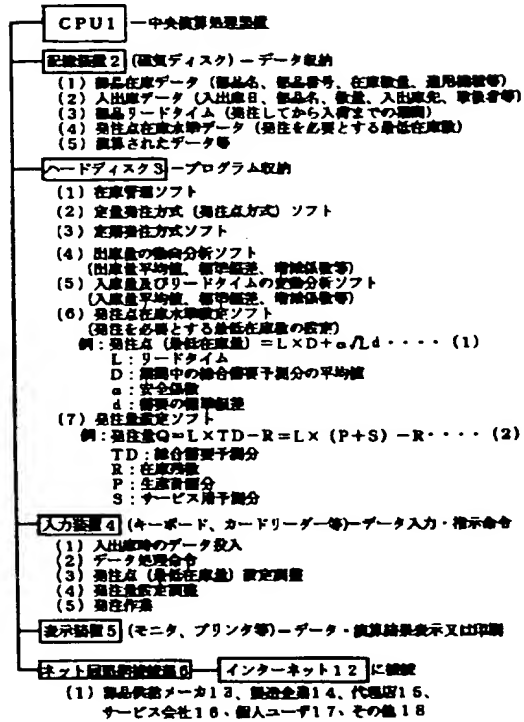 CPU1 ー中央演算処理装置
記憶装置2 (磁気ディスク)ーデータ収納
(1)部品在庫データ(部品名、部品番号、在庫数量、適用機種等)
(2)入出庫データ(入出庫日、部品名、数量、入出庫先、取扱者等)
(3)部品リードタイム(発注してから入荷までの期間)
(4)発注点在庫水準データ(発注を必要とする最低在庫数)
(5)演算されたデータ等
ハードディスク3 ープログラム収納
(1)在庫管理ソフト
(2)定量発注方式(発注点方式)ソフト
(3)定期発注方式ソフト
(4)出庫量の動向分析ソフト
(出庫量平均値、標準偏差、増減係数等)
(5)入庫量及びリードタイムの変動分析ソフト
(入庫量平均値、標準偏差、増減係数等)
(6)発注点在庫水準設定ソフト
(発注を必要とする最低在庫数の設定)
例:発注点(最低在庫量)=L×D+α√Ld・・・・(1)
L:リードタイム
D:期間中の総合需要予測分の平均値
α:安全係数
d:需要の標準偏差
(7)発注量設定ソフト
例:発注量Q=L×TD-R=L×(P+S)-R・・・・(2)
TD:総合需要予測分
R:在庫残数
P:生産計画分
S:サービス用予測分
入力装置4 (キーボード、カードリーダー等)ーデータ入力・指示命令
(1)入出庫時のデータ投入
(2)データ処理命令
(3)発注点(最低在庫量)設定調整
(4)発注量設定調整
(5)発注作業
表示装置5 (モニタ、プリンタ等)ーデータ・演算結果表示又は印刷
ネット回路網接続器6 ー インターネット12 に接続
(1)部品供給メーカ13、製造企業14、代理店15、
サービス会社16、個人ユーザ17、その他18